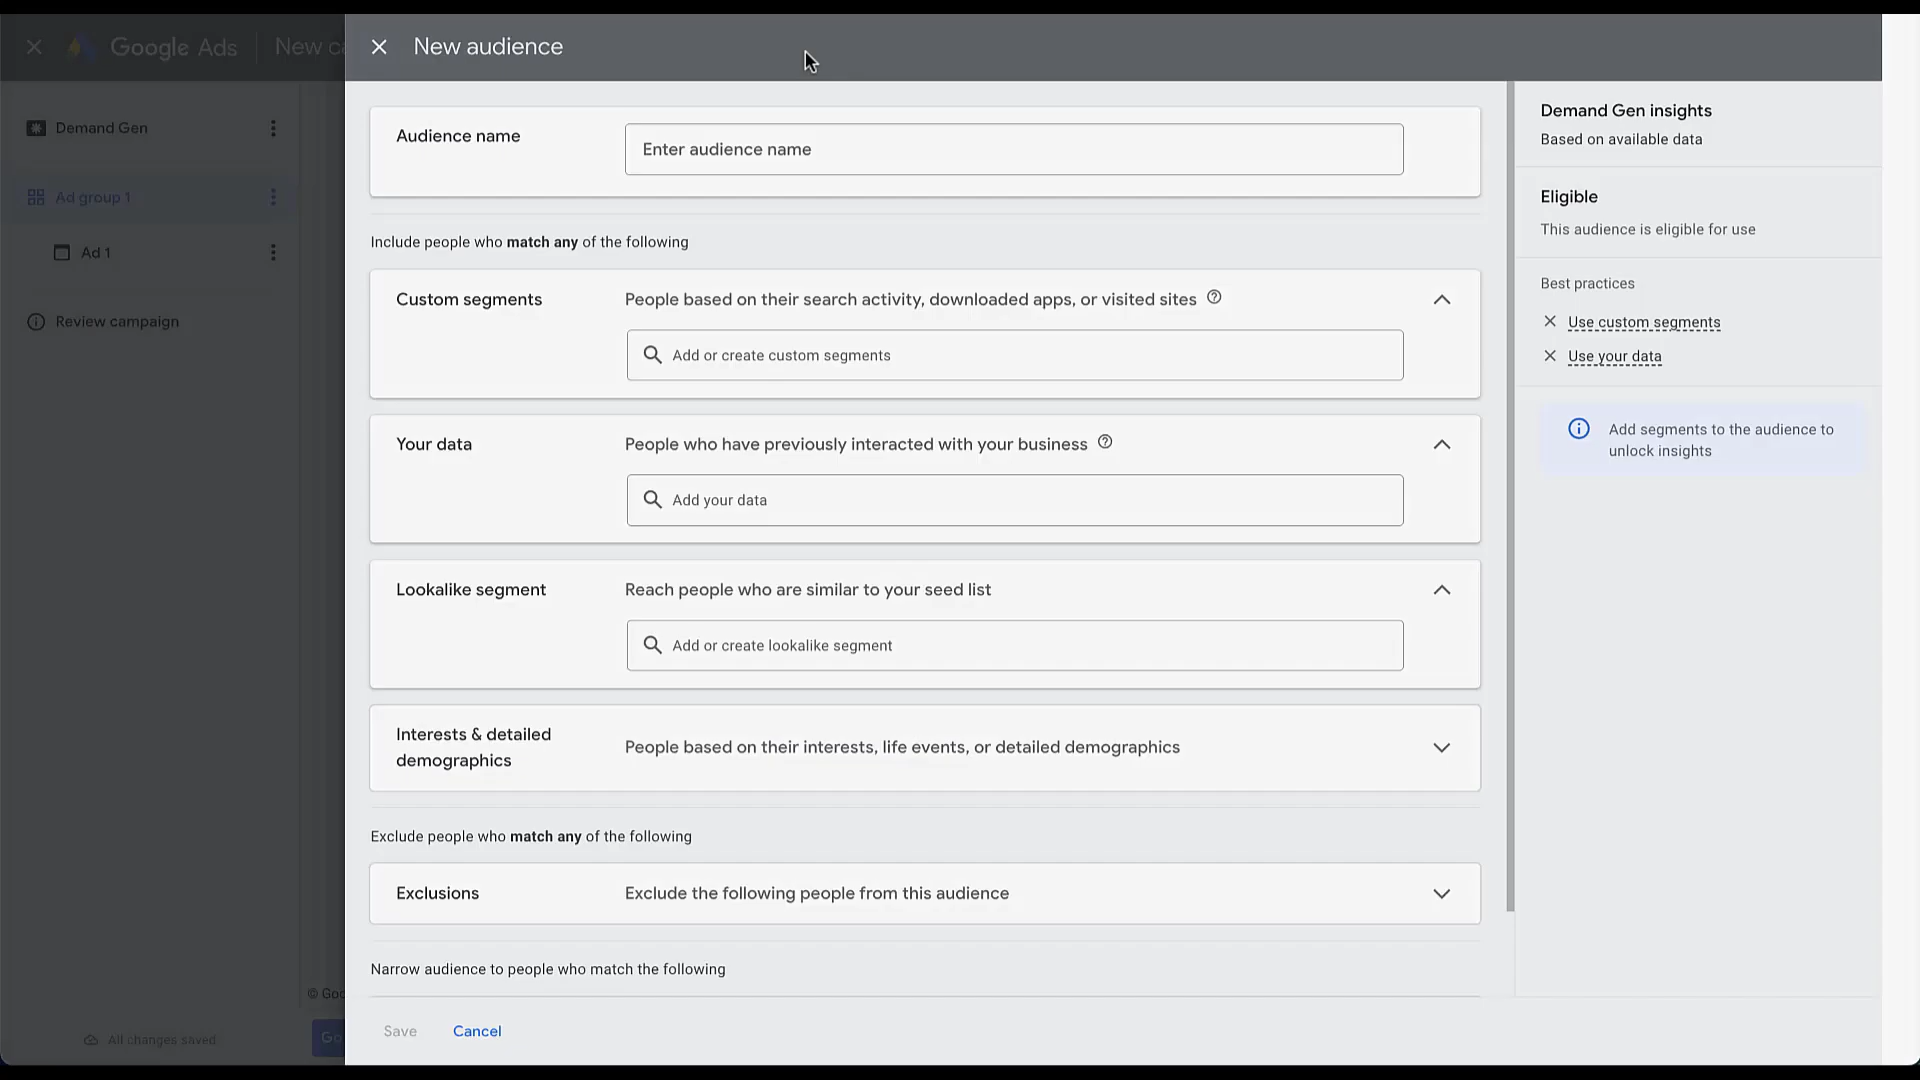 Google Ads
New c
New audience
Demand Gen
Ad group 1
Ad 1
Review campaign
All changes saved
© Goo
Go
Audience name
Enter audience name
Include people who match any of the following
Custom segments
People based on their search activity, downloaded apps, or visited sites
Add or create custom segments
Your data
People who have previously interacted with your business
Add your data
Lookalike segment
Reach people who are similar to your seed list
Add or create lookalike segment
Interests & detailed
demographics
People based on their interests, life events, or detailed demographics
Exclude people who match any of the following
Exclusions
Exclude the following people from this audience
Narrow audience to people who match the following
Save
Cancel
Demand Gen insights
Based on available data
Eligible
This audience is eligible for use
Best practices
Use custom segments
Use your data
Add segments to the audience to
unlock insights